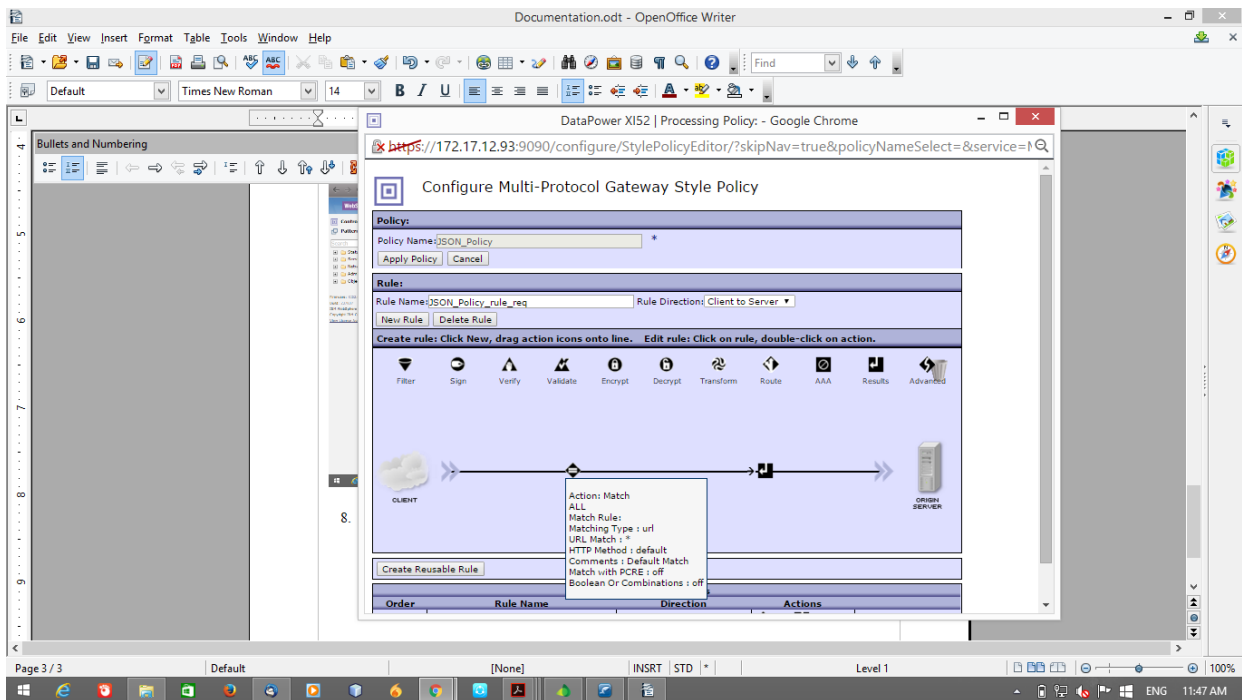 Documentation.odt - OpenOffice Writer
File Edit View Insert Format Table Tools Window Help
Find
Default Times New Roman 14
DataPower XI52 | Processing Policy: - Google Chrome
Bullets and Numbering
https://172.17.12.93:9090/configure/StylePolicyEditor/?skipNav=true&policyNameSelect=&service=
Configure Multi-Protocol Gateway Style Policy
Policy:
Policy Name: JSON_Policy *
Apply Policy Cancel
Rule:
Rule Name: JSON_Policy_rule_req Rule Direction: Client to Server
New Rule Delete Rule
Create rule: Click New, drag action icons onto line. Edit rule: Click on rule, double-click on action.
Filter Sign Verify Validate Encrypt Decrypt Transform Route AAA Results Advanced
CLIENT
ORIGIN
SERVER
8.
Action: Match
ALL
Match Rule:
Matching Type : url
URL Match : *
HTTP Method : default
Comments : Default Match
Match with PCRE : off
Boolean Or Combinations : off
Create Reusable Rule
Order Rule Name Direction Actions
5
6
7
8
9
Page 3 / 3 Default [None] INSRT STD * Level 1 100%
ENG 11:47 AM